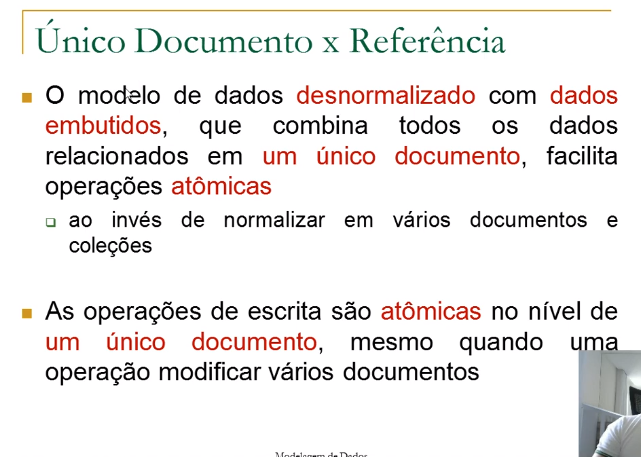 Único Documento x Referência
O modelo de dados desnormalizado com dados
embutidos, que combina todos os dados
relacionados em um único documento, facilita
operações atômicas
ao invés de normalizar em vários documentos e
coleções
As operações de escrita são atômicas no nível de
um único documento, mesmo quando uma
operação modificar vários documentos
Modelagem de Dados